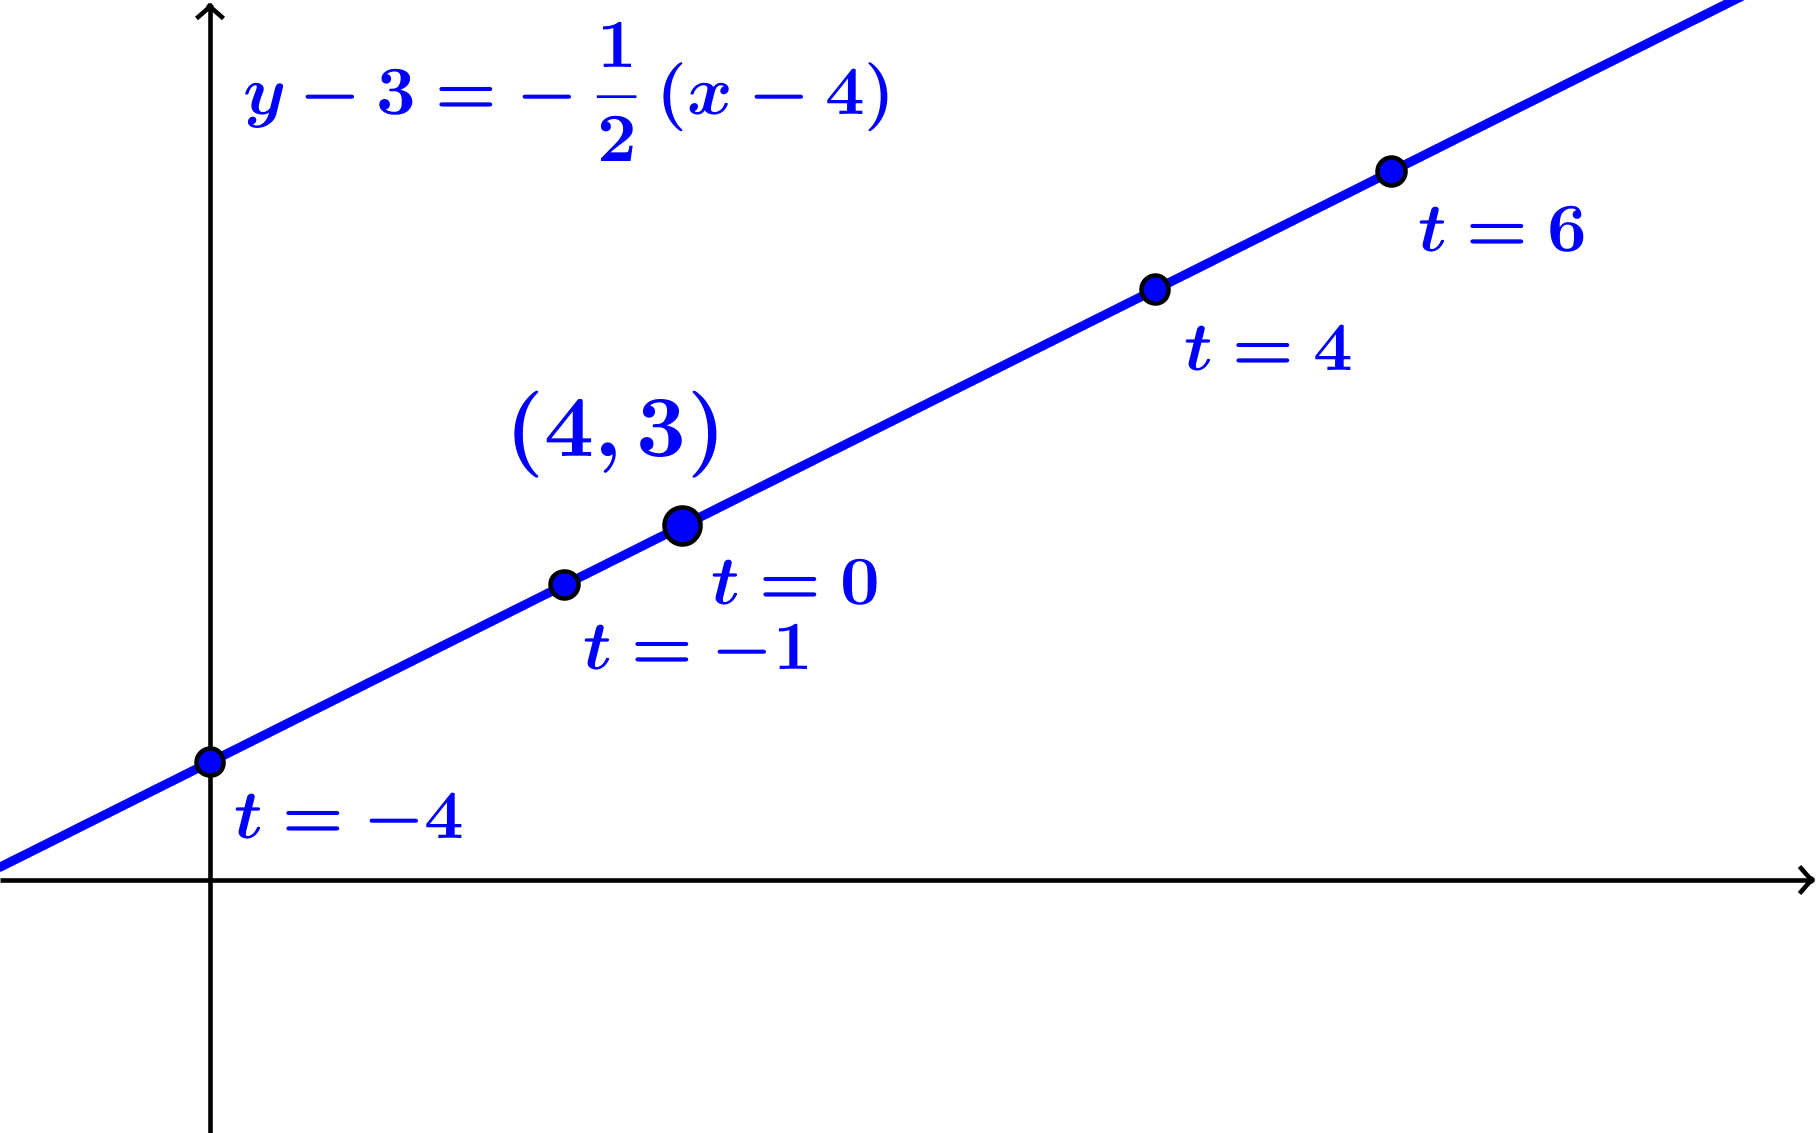 y − 3 = − 1/2 (x − 4)
t = 6
t = 4
(4, 3)
t = 0
t = −1
t = −4